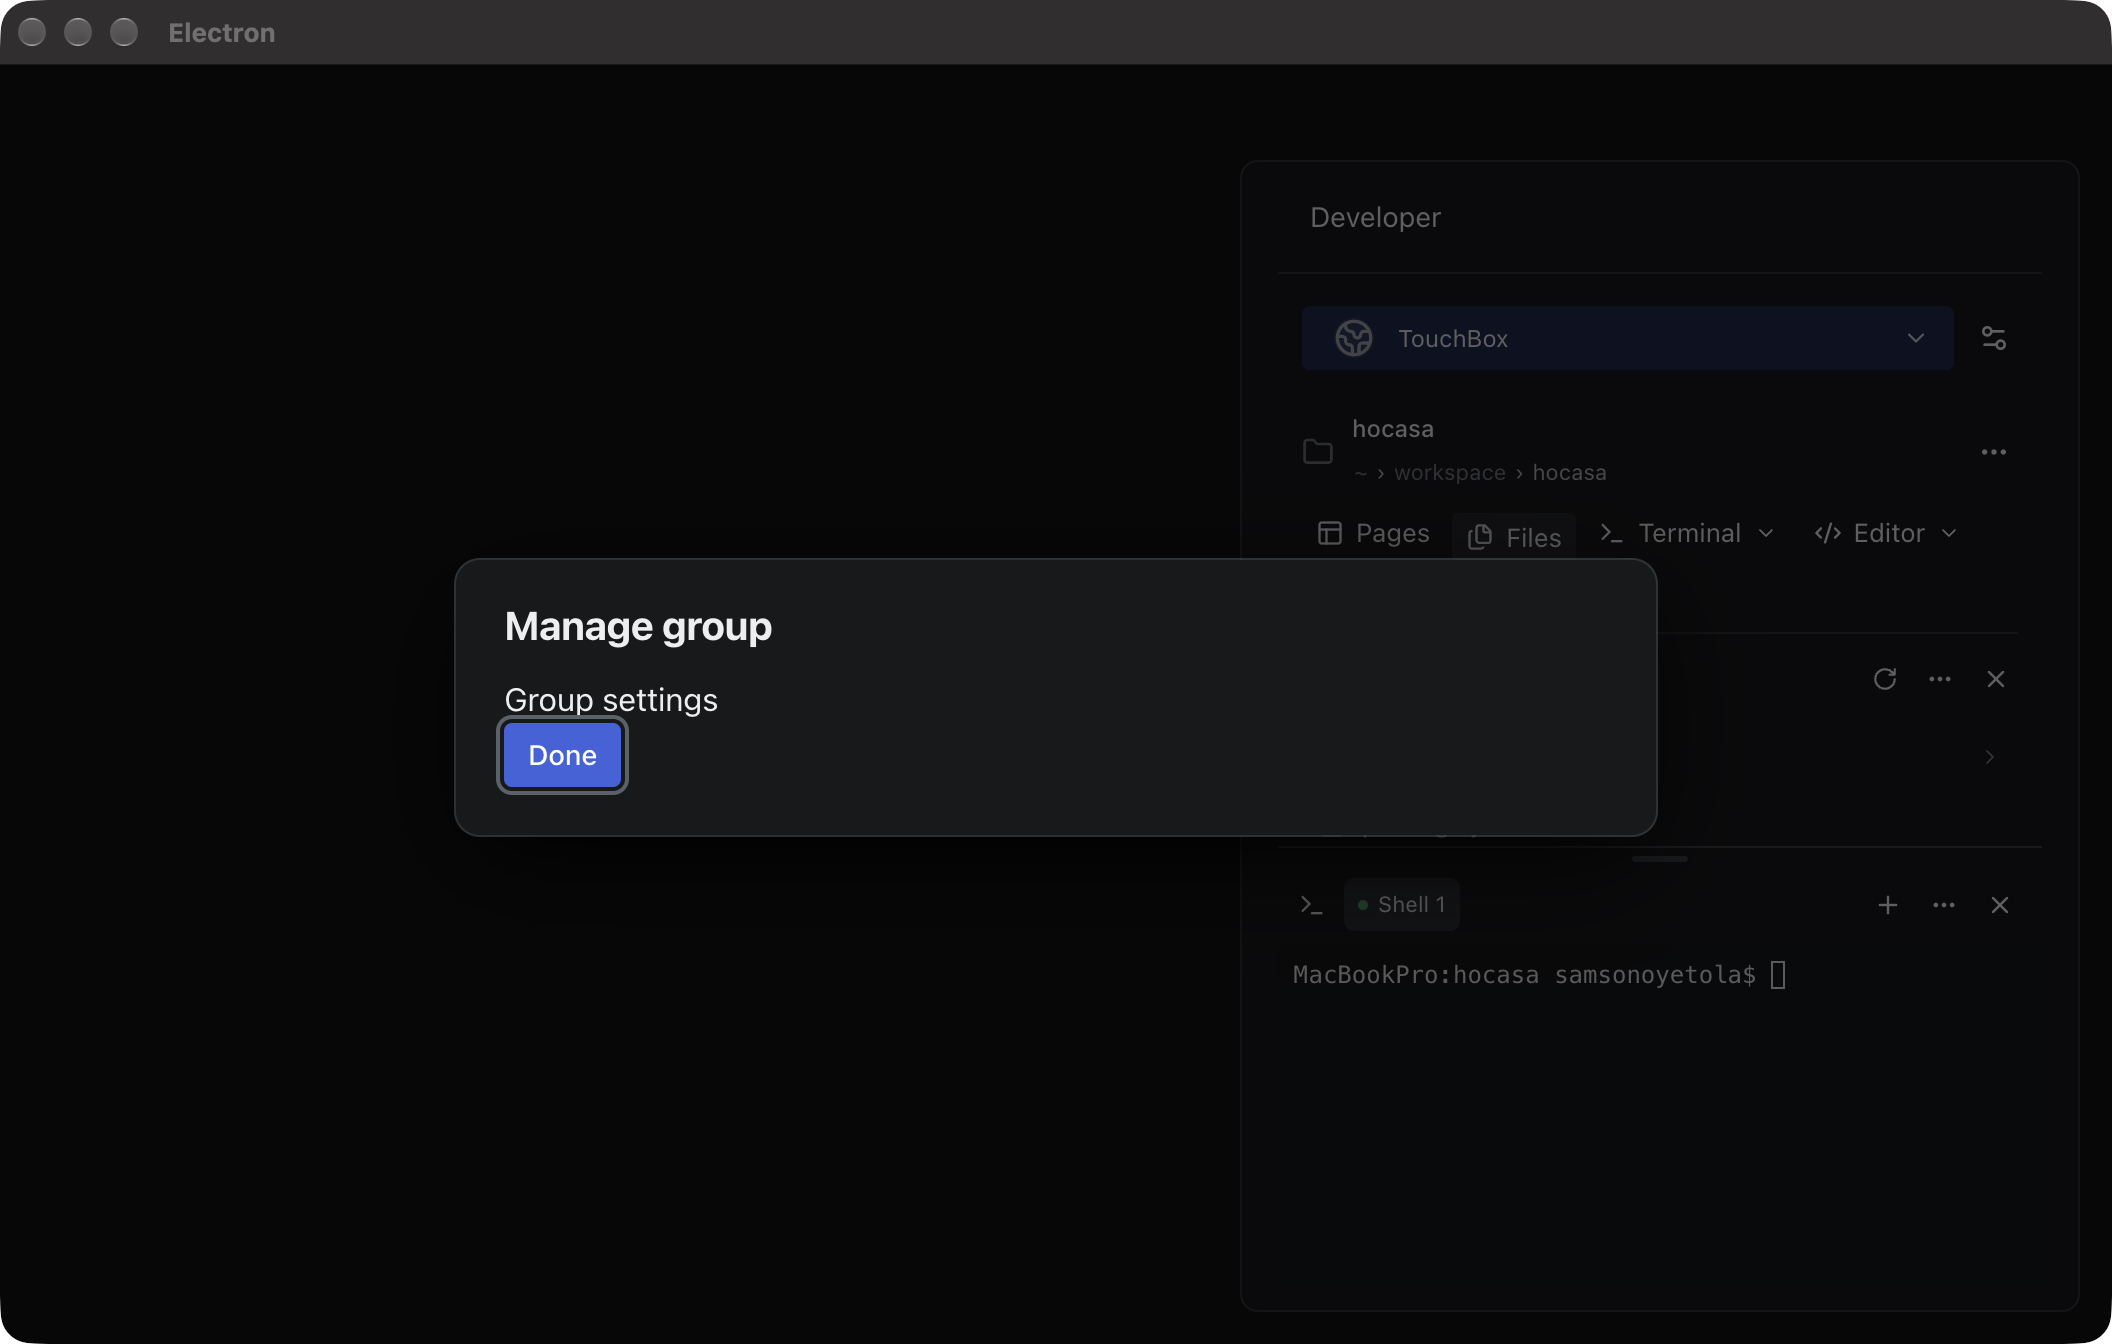 Electron
Developer
TouchBox
hocasa
~ › workspace › hocasa
Pages Files Terminal Editor
Manage group
Group settings
Done
Shell 1
MacBookPro:hocasa samsonoyetola$